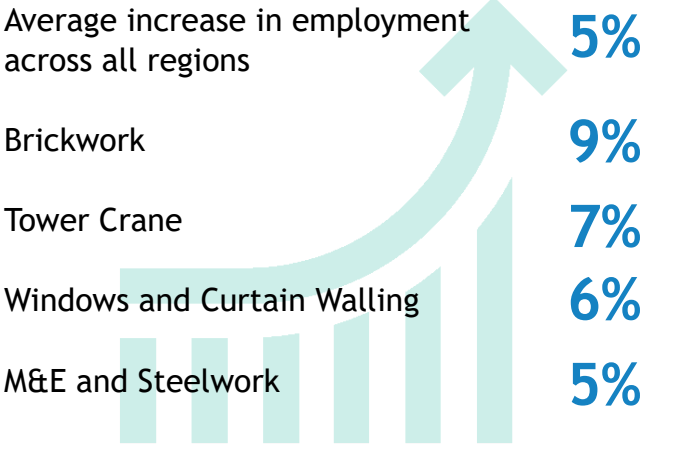 Average increase in employment
across all regions
5%
Brickwork
9%
Tower Crane
7%
Windows and Curtain Walling
6%
M&E and Steelwork
5%